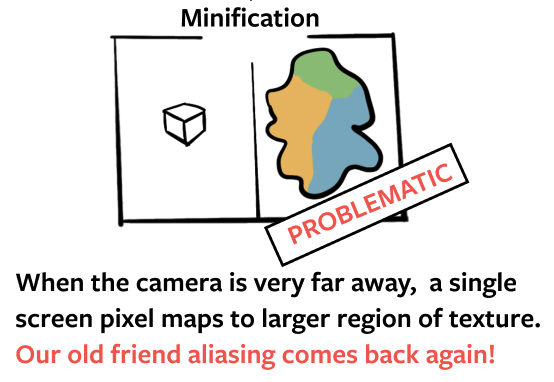 Minification
PROBLEMATIC
When the camera is very far away, a single
screen pixel maps to larger region of texture.
Our old friend aliasing comes back again!